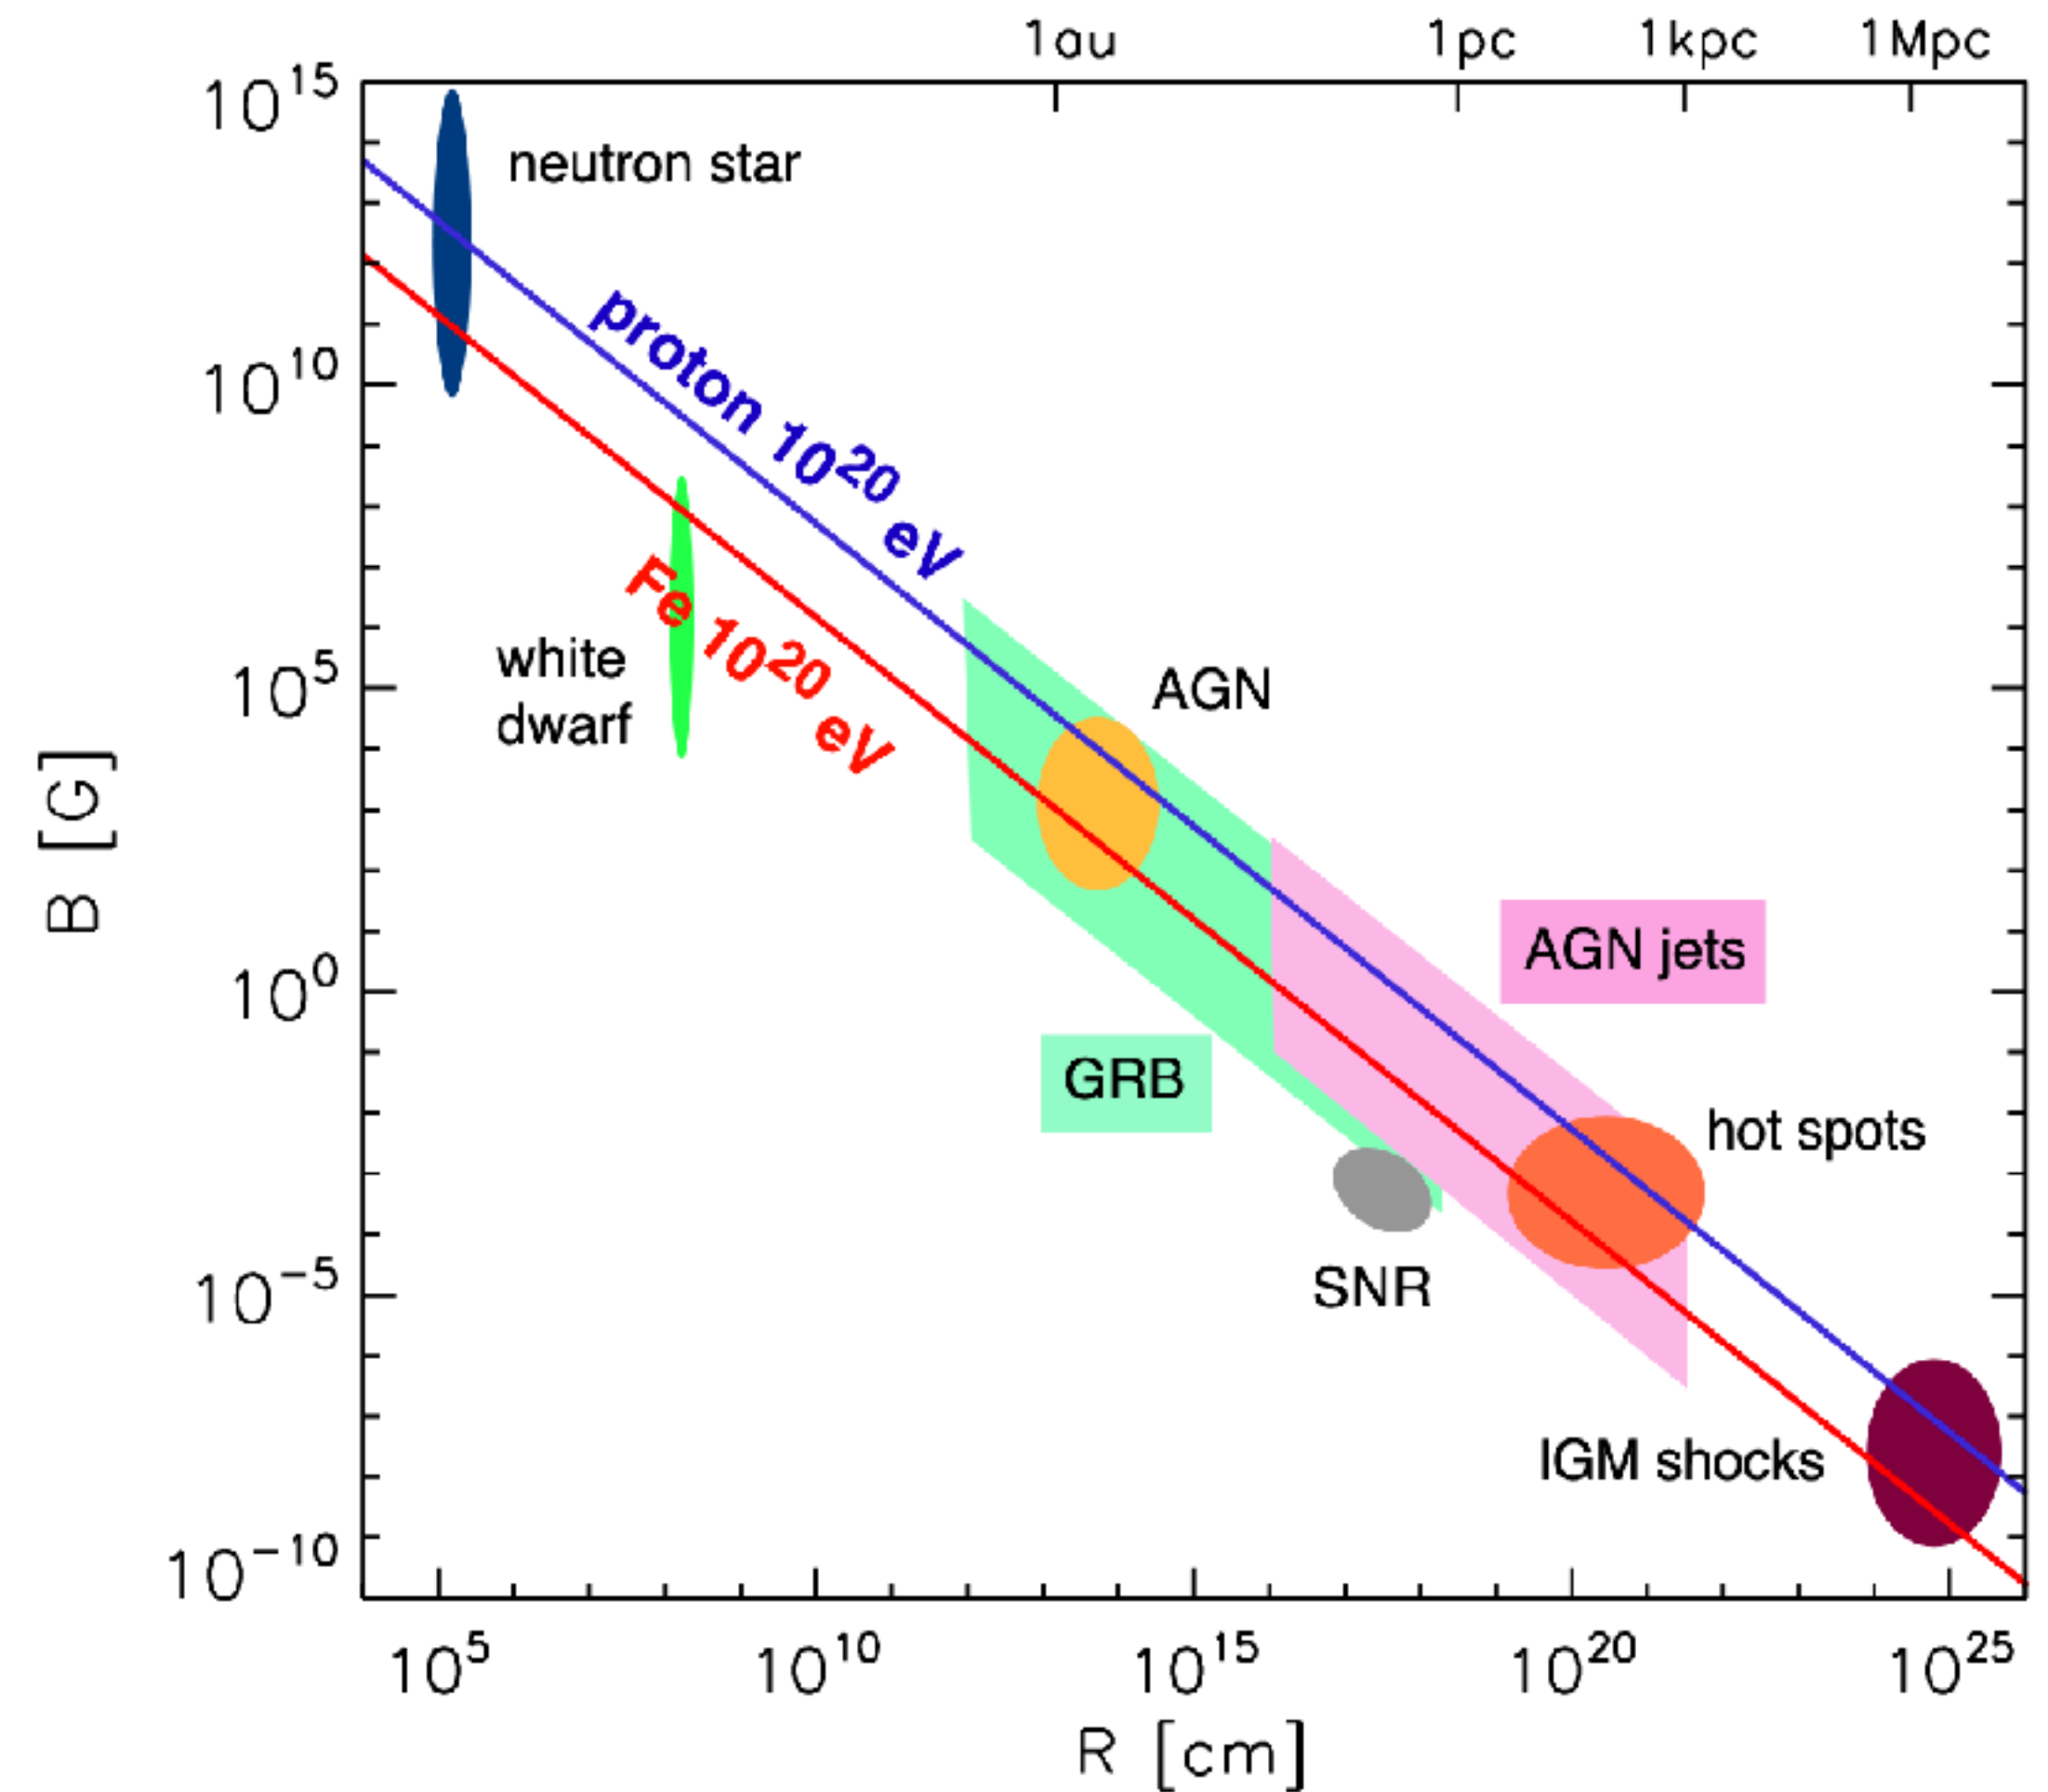 1au 1pc 1kpc 1Mpc
10^15
neutron star
10^10
proton 10^20 eV
Fe 10^20 eV
white
dwarf
10^5
AGN
B [G]
AGN jets
10^0
GRB
hot spots
SNR
10^-5
IGM shocks
10^-10
10^5 10^10 10^15 10^20 10^25
R [cm]